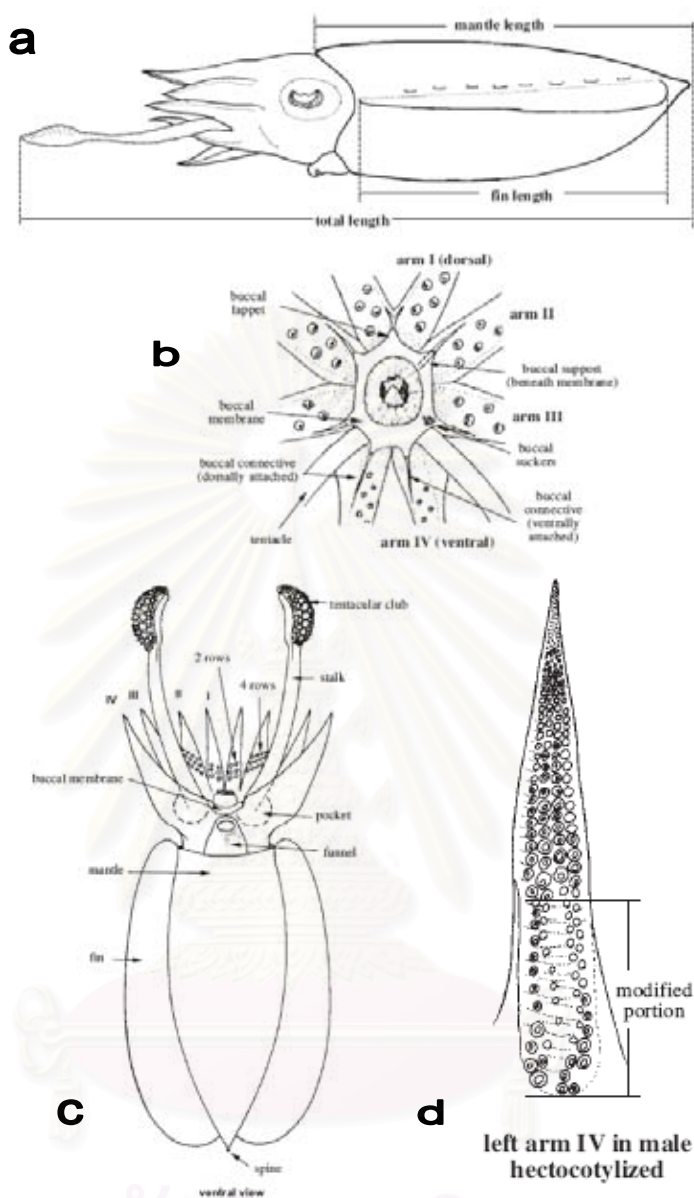 a
mantle length
fin length
total length
b
arm I (dorsal)
buccal
lappet
arm II
buccal support
(beneath membrane)
buccal
membrane
arm III
buccal
suckers
buccal connective
(dorsally attached)
buccal
connective
(ventrally
attached)
tentacle
arm IV (ventral)
tentacular club
2 rows
stalk
4 rows
IV
III
II
I
buccal membrane
pocket
funnel
mantle
fin
modified
portion
c
d
left arm IV in male
hectocotylized
spine
ventral view